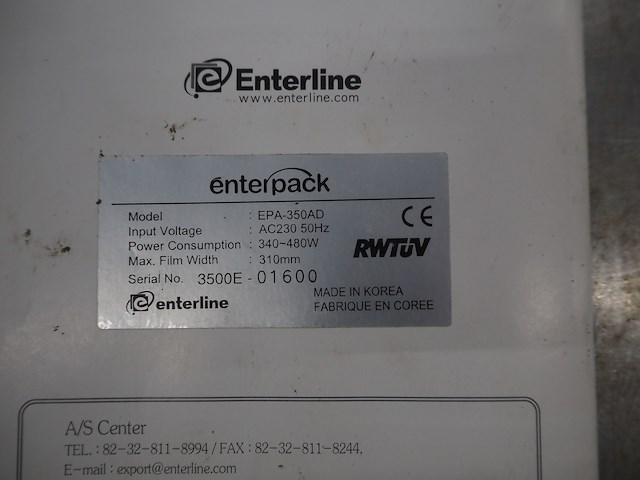 Enterline
www.enterline.com
enterpack
Model : EPA-350AD
Input Voltage : AC230 50Hz
Power Consumption : 340~480W
Max. Film Width : 310mm
Serial No. 3500E - 01600
CE
RWTÜV
enterline
MADE IN KOREA
FABRIQUE EN COREE
A/S Center
TEL. : 82-32-811-8994 / FAX : 82-32-811-8244,
E-mail : export@enterline.com